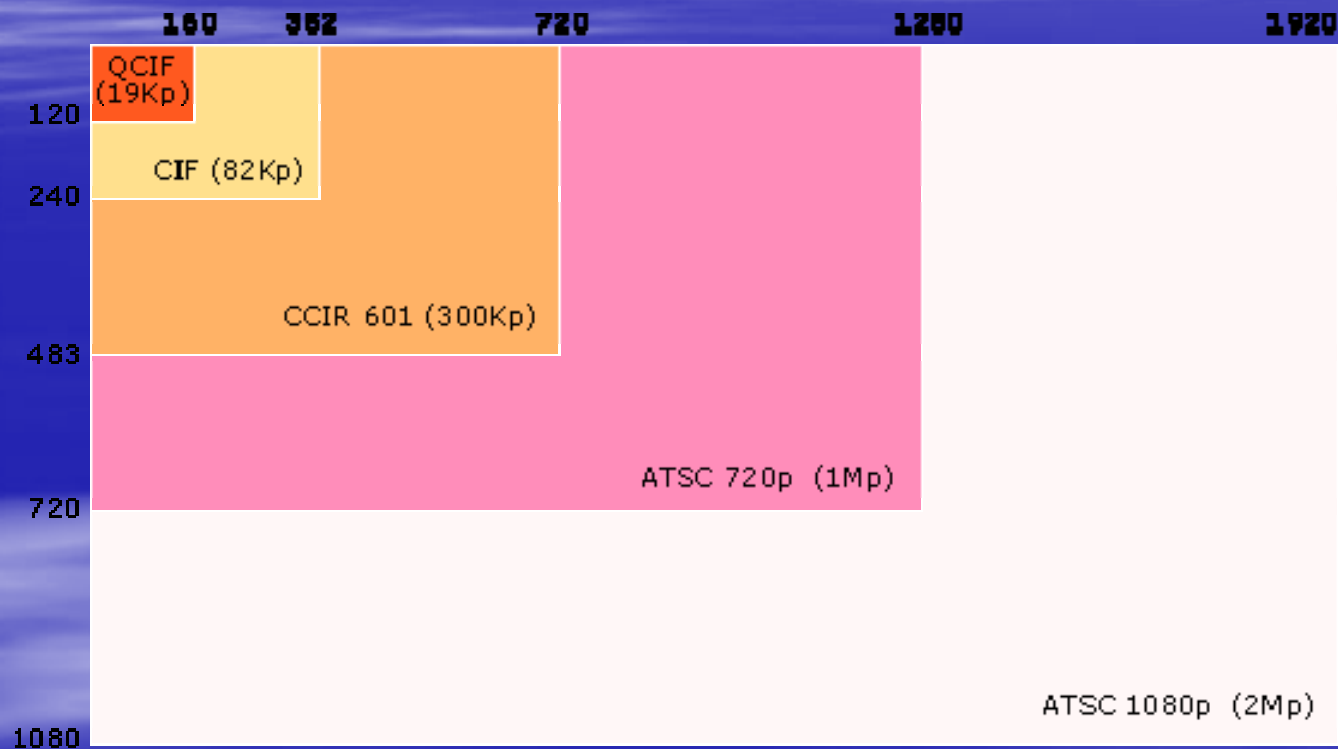 160 352 720 1280 1920
QCIF
(19Kp)
120
CIF (82Kp)
240
CCIR 601 (300Kp)
483
ATSC 720p (1Mp)
720
ATSC 1080p (2Mp)
1080